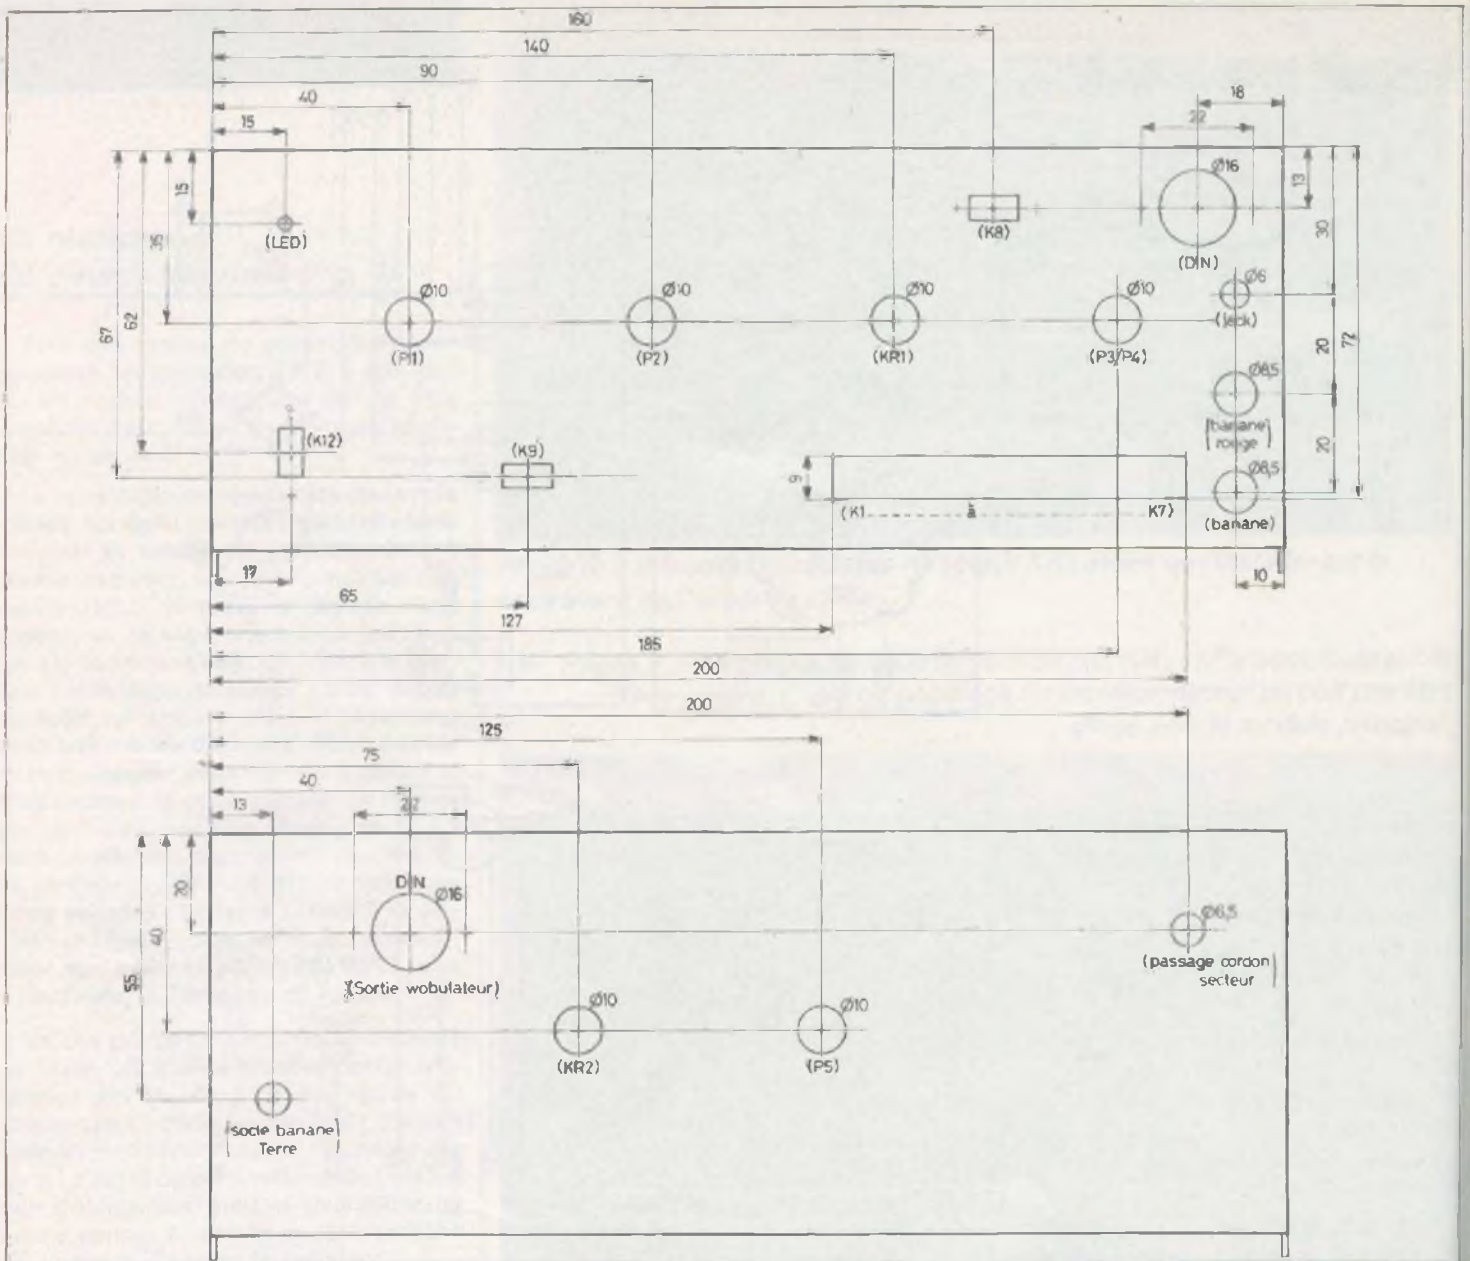 160
140
90
40
15
18
22
Ø16
13
15
(LED)
(K8)
(DIN)
30
35
Ø10
Ø10
Ø10
Ø10
Ø6
(jack)
67
62
(P1)
(P2)
(KR1)
(P3/P4)
20
72
Ø8,5
(banane
rouge)
(K12)
(K9)
9
20
Ø8,5
(K1 - - - - - - - - à - - - - - - - - K7)
(banane)
17
10
65
127
185
200
200
125
75
40
13
22
DIN
Ø16
20
40
55
(Sortie wobulateur)
Ø6,5
(passage cordon
secteur)
Ø10
Ø10
(KR2)
(P5)
(socle banane
Terre)